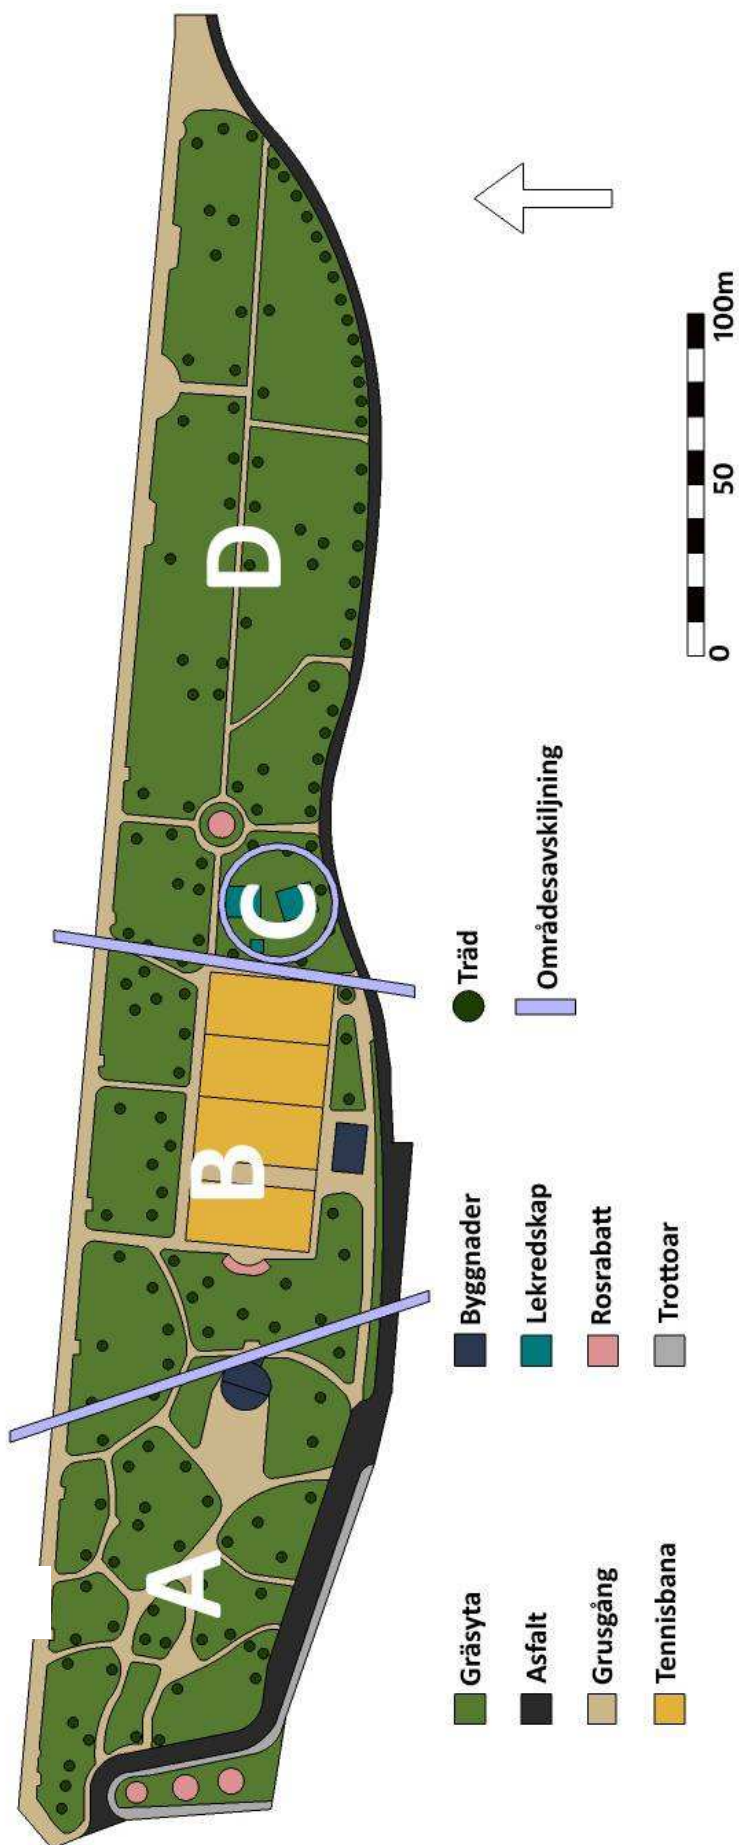 A
B
C
D
Gräsyta
Asfalt
Grusgång
Tennisbana
Byggnader
Lekredskap
Rosrabatt
Trottoar
Träd
Områdesavskiljning
0 50 100m